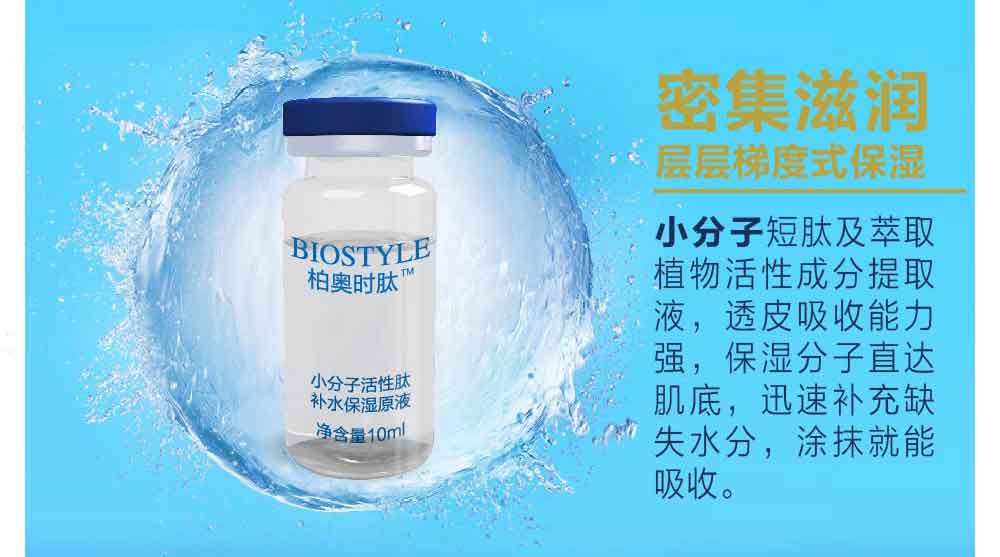 BIOSTYLE
柏奥时肽™
小分子活性肽
补水保湿原液
净含量10ml
密集滋润
层层梯度式保湿
小分子短肽及萃取
植物活性成分提取
液，透皮吸收能力
强，保湿分子直达
肌底，迅速补充缺
失水分，涂抹就能
吸收。